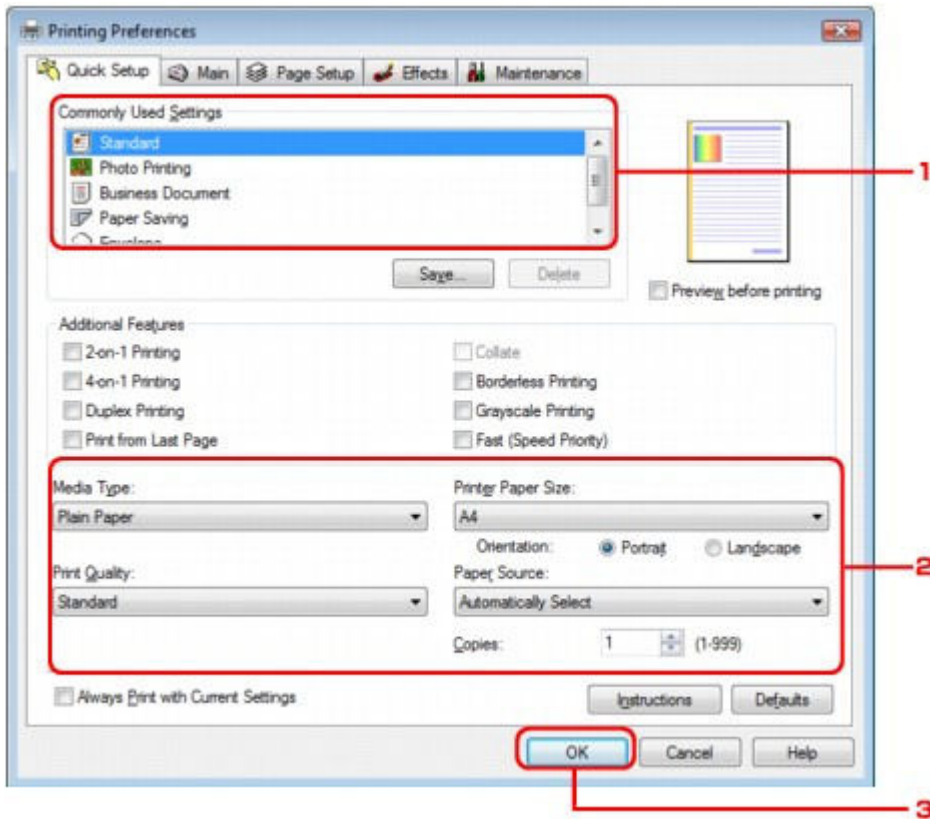 Printing Preferences
Quick Setup Main Page Setup Effects Maintenance
Commonly Used Settings
Standard
Photo Printing
Business Document
Paper Saving
Envelope
1
Save... Delete
Preview before printing
Additional Features
2-on-1 Printing
4-on-1 Printing
Duplex Printing
Print from Last Page
Collate
Borderless Printing
Grayscale Printing
Fast (Speed Priority)
Media Type:
Plain Paper
Printer Paper Size:
A4
Orientation: Portrait Landscape
2
Print Quality:
Standard
Paper Source:
Automatically Select
Copies: 1 (1-999)
Always Print with Current Settings
Instructions Defaults
OK Cancel Help
3